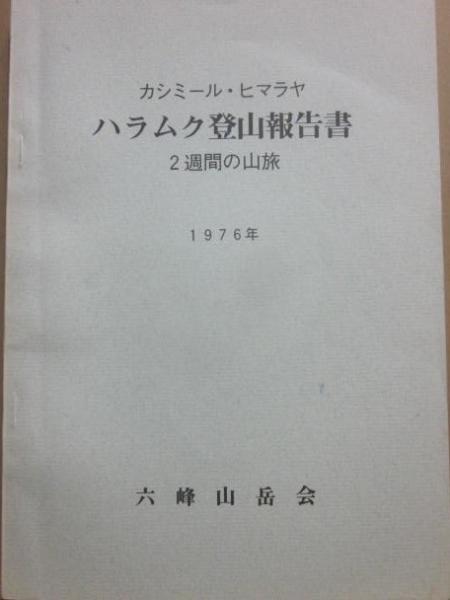 カシミール・ヒマラヤ
ハラムク登山報告書
2週間の山旅
1976年
六峰山岳会